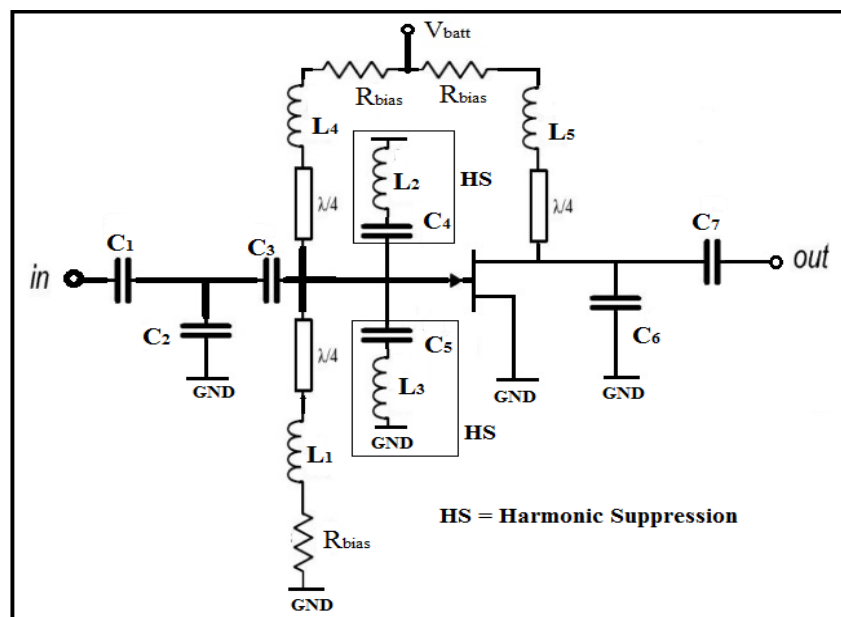 Vbatt
Rbias
Rbias
L4
L5
L2
HS
λ/4
λ/4
C4
C7
C1
C3
in
out
C2
C5
C6
λ/4
GND
L3
GND
GND
GND
HS
L1
HS = Harmonic Suppression
Rbias
GND